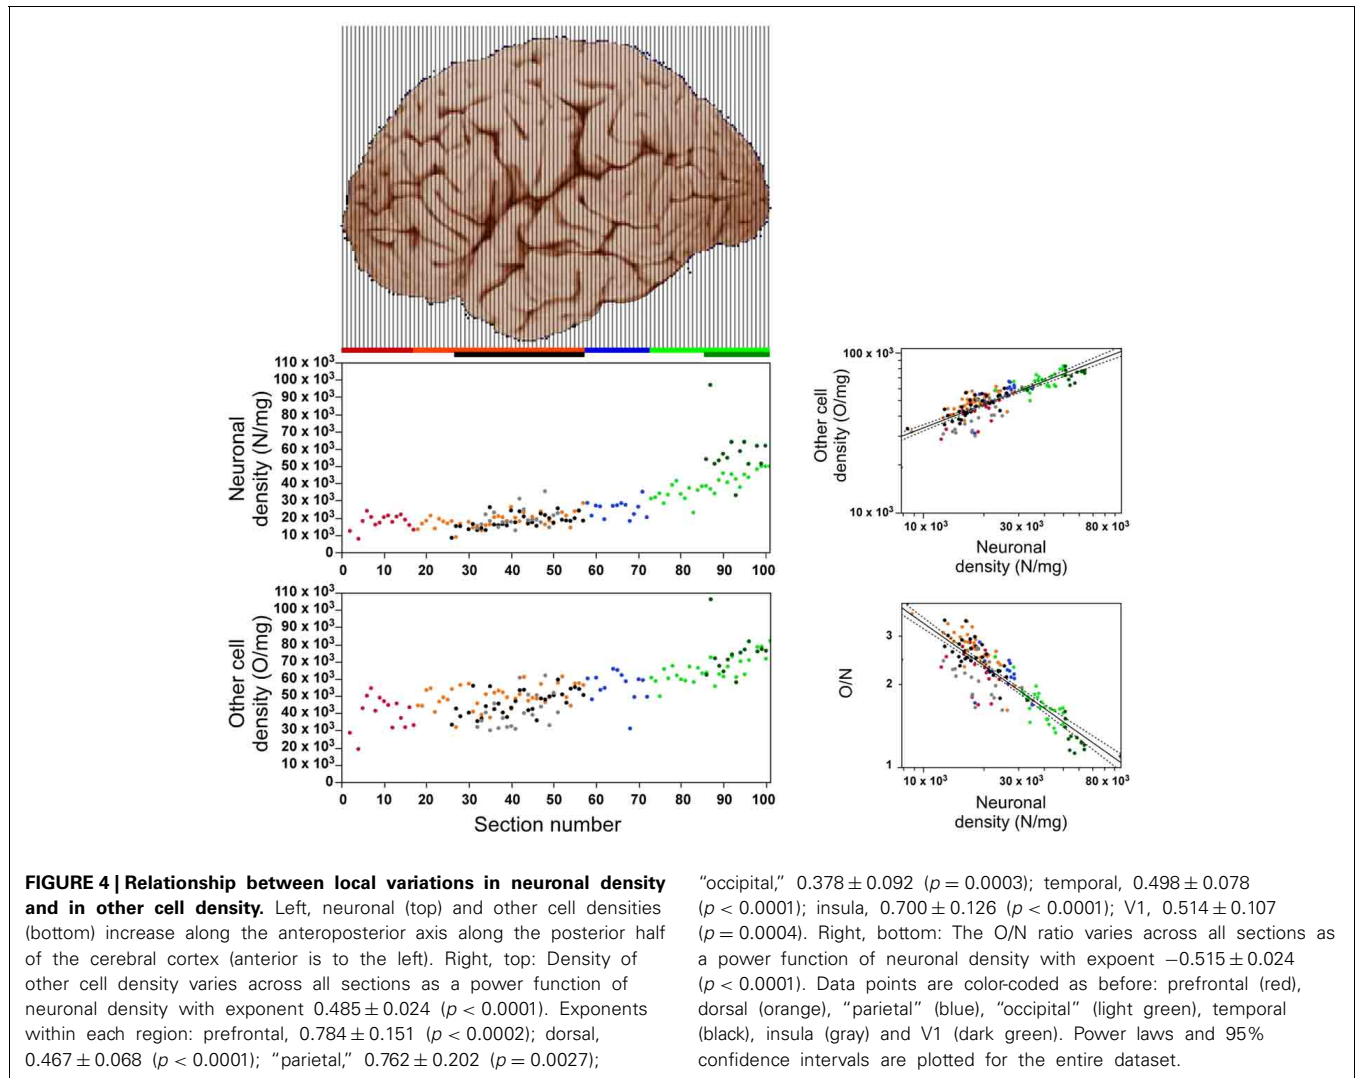 110 x 10³
100 x 10³
90 x 10³
80 x 10³
70 x 10³
60 x 10³
50 x 10³
40 x 10³
30 x 10³
20 x 10³
10 x 10³
0
Neuronal
density (N/mg)
0 10 20 30 40 50 60 70 80 90 100
110 x 10³
100 x 10³
90 x 10³
80 x 10³
70 x 10³
60 x 10³
50 x 10³
40 x 10³
30 x 10³
20 x 10³
10 x 10³
0
Other cell
density (O/mg)
0 10 20 30 40 50 60 70 80 90 100
Section number
100 x 10³
10 x 10³
Other cell
density (O/mg)
10 x 10³ 30 x 10³ 80 x 10³
Neuronal
density (N/mg)
3
2
1
O/N
10 x 10³ 30 x 10³ 80 x 10³
Neuronal
density (N/mg)
FIGURE 4 | Relationship between local variations in neuronal density
and in other cell density. Left, neuronal (top) and other cell densities
(bottom) increase along the anteroposterior axis along the posterior half
of the cerebral cortex (anterior is to the left). Right, top: Density of
other cell density varies across all sections as a power function of
neuronal density with exponent 0.485 ± 0.024 (p < 0.0001). Exponents
within each region: prefrontal, 0.784 ± 0.151 (p < 0.0002); dorsal,
0.467 ± 0.068 (p < 0.0001); “parietal,” 0.762 ± 0.202 (p = 0.0027);
“occipital,” 0.378 ± 0.092 (p = 0.0003); temporal, 0.498 ± 0.078
(p < 0.0001); insula, 0.700 ± 0.126 (p < 0.0001); V1, 0.514 ± 0.107
(p = 0.0004). Right, bottom: The O/N ratio varies across all sections as
a power function of neuronal density with expoent −0.515 ± 0.024
(p < 0.0001). Data points are color-coded as before: prefrontal (red),
dorsal (orange), “parietal” (blue), “occipital” (light green), temporal
(black), insula (gray) and V1 (dark green). Power laws and 95%
confidence intervals are plotted for the entire dataset.